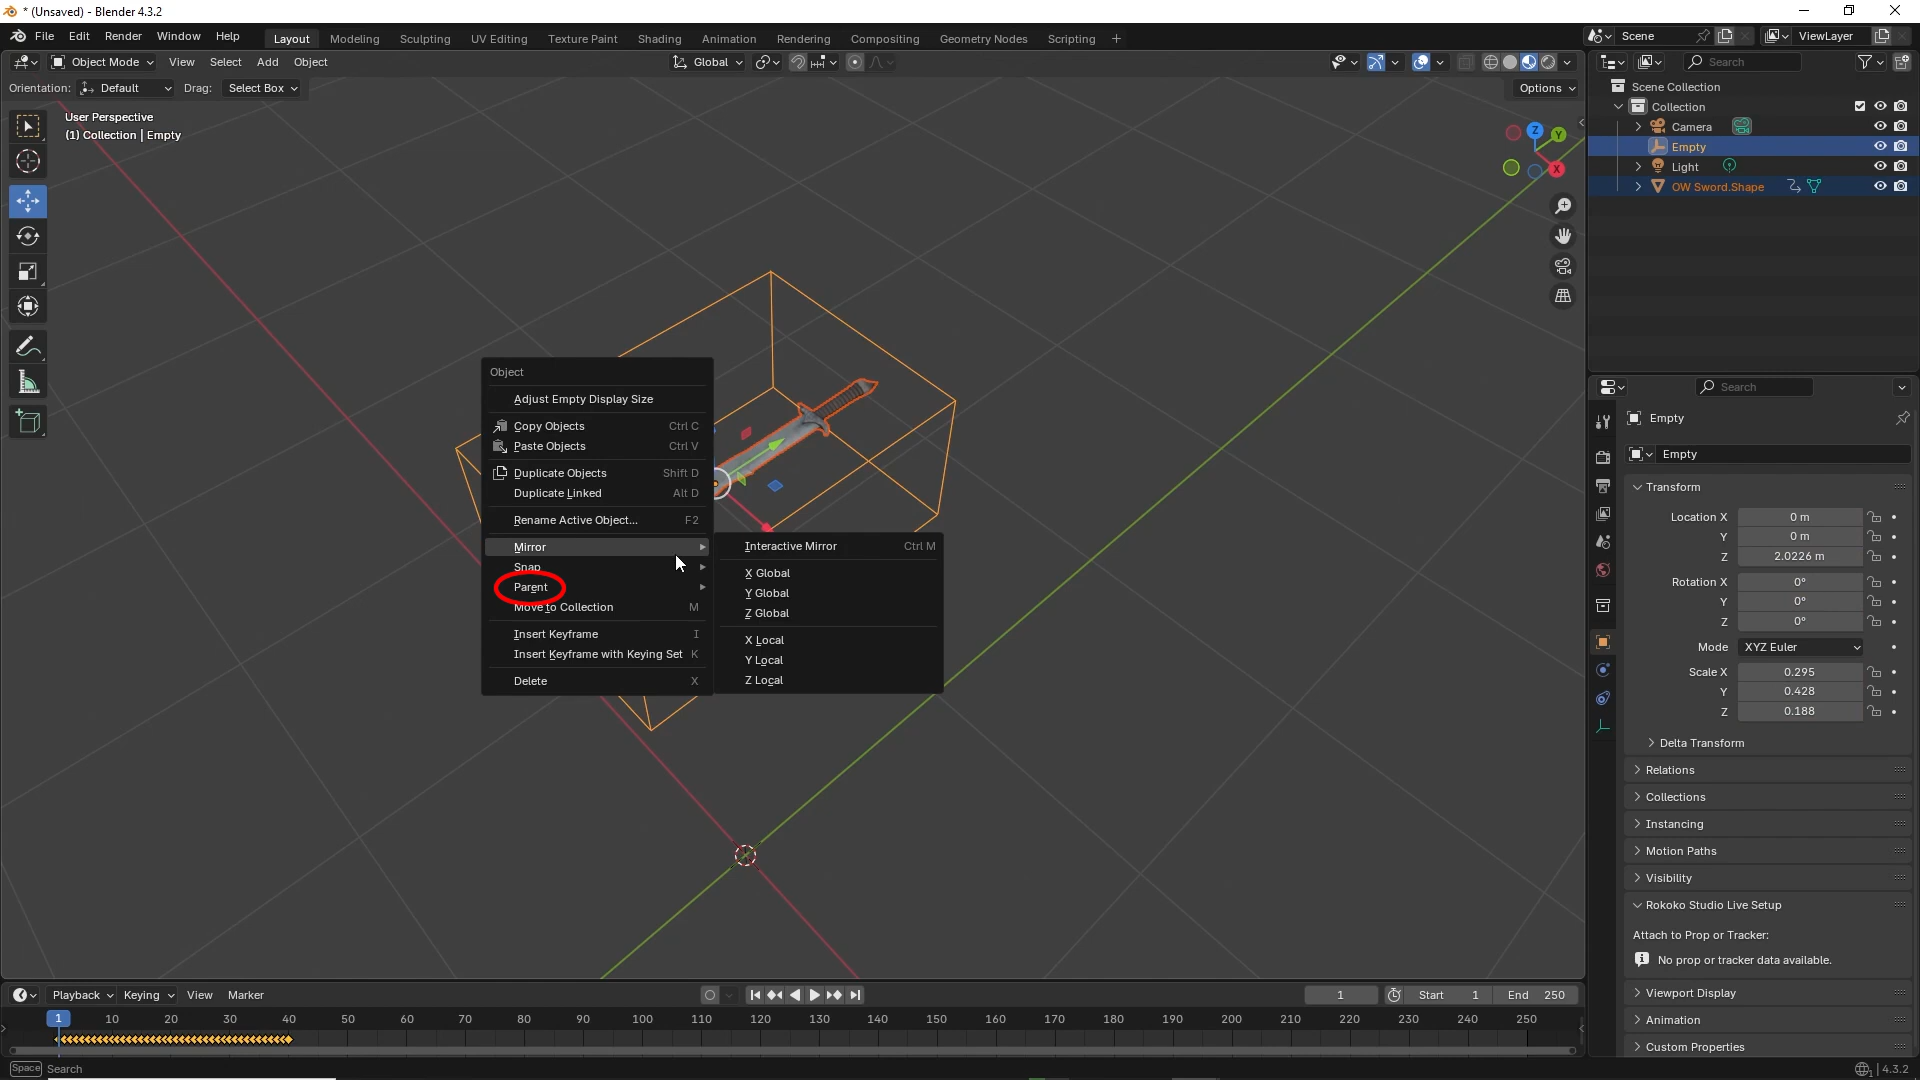 * (Unsaved) - Blender 4.3.2
File Edit Render Window Help
Layout Modeling Sculpting UV Editing Texture Paint Shading Animation Rendering Compositing Geometry Nodes Scripting +
Scene ViewLayer
Object Mode View Select Add Object
Global
Search
Orientation: Default Drag: Select Box
Options
User Perspective
(1) Collection | Empty
Z
Y
X
Scene Collection
Collection
Camera
Empty
Light
OW Sword.Shape
Object
Adjust Empty Display Size
Copy Objects Ctrl C
Paste Objects Ctrl V
Duplicate Objects Shift D
Duplicate Linked Alt D
Rename Active Object... F2
Mirror
Snap
Parent
Move to Collection M
Insert Keyframe I
Insert Keyframe with Keying Set K
Delete X
Interactive Mirror Ctrl M
X Global
Y Global
Z Global
X Local
Y Local
Z Local
Search
Empty
Empty
Transform
Location X 0 m
Y 0 m
Z 2.0226 m
Rotation X 0°
Y 0°
Z 0°
Mode XYZ Euler
Scale X 0.295
Y 0.428
Z 0.188
Delta Transform
Relations
Collections
Instancing
Motion Paths
Visibility
Rokoko Studio Live Setup
Attach to Prop or Tracker:
No prop or tracker data available.
Viewport Display
Animation
Custom Properties
Playback Keying View Marker
1 Start 1 End 250
1 10 20 30 40 50 60 70 80 90 100 110 120 130 140 150 160 170 180 190 200 210 220 230 240 250
Space Search
4.3.2